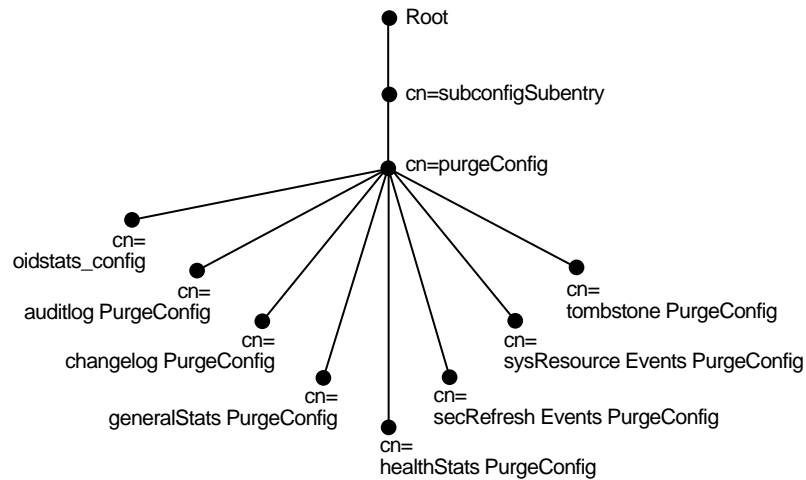 Root
cn=subconfigSubentry
cn=purgeConfig
cn=
oidstats_config
cn=
auditlog PurgeConfig
cn=
changelog PurgeConfig
cn=
generalStats PurgeConfig
cn=
healthStats PurgeConfig
cn=
secRefresh Events PurgeConfig
cn=
sysResource Events PurgeConfig
cn=
tombstone PurgeConfig